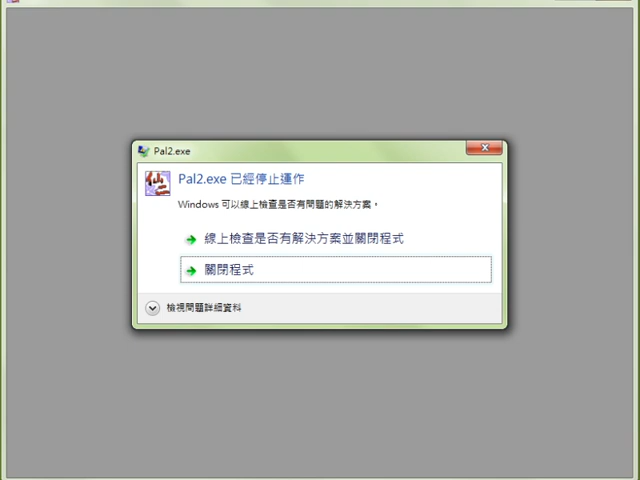 Pal2.exe
仙二
Pal2.exe 已經停止運作
Windows 可以線上檢查是否有問題的解決方案。
線上檢查是否有解決方案並關閉程式
關閉程式
檢視問題詳細資料